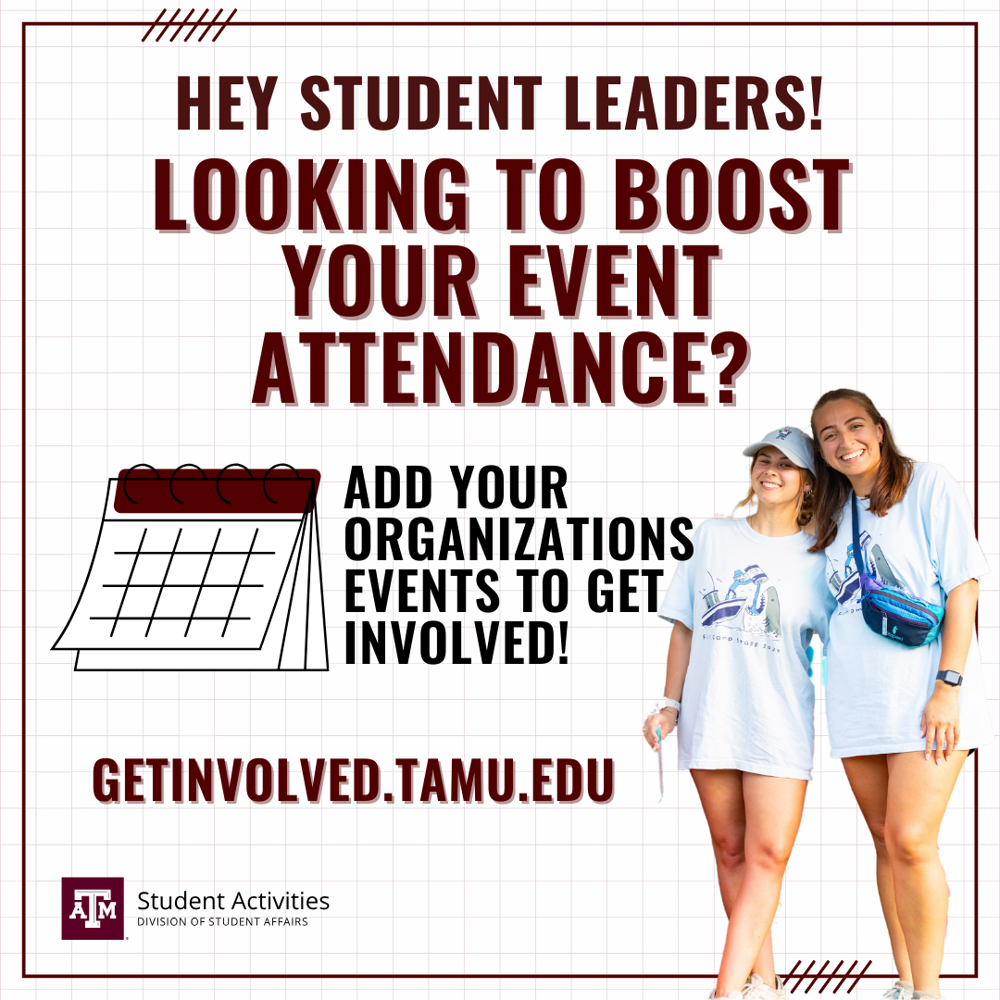 HEY STUDENT LEADERS!
LOOKING TO BOOST
YOUR EVENT
ATTENDANCE?
ADD YOUR
ORGANIZATIONS
EVENTS TO GET
INVOLVED!
GETINVOLVED.TAMU.EDU
ATM
Student Activities
DIVISION OF STUDENT AFFAIRS
Camp Staff 2024